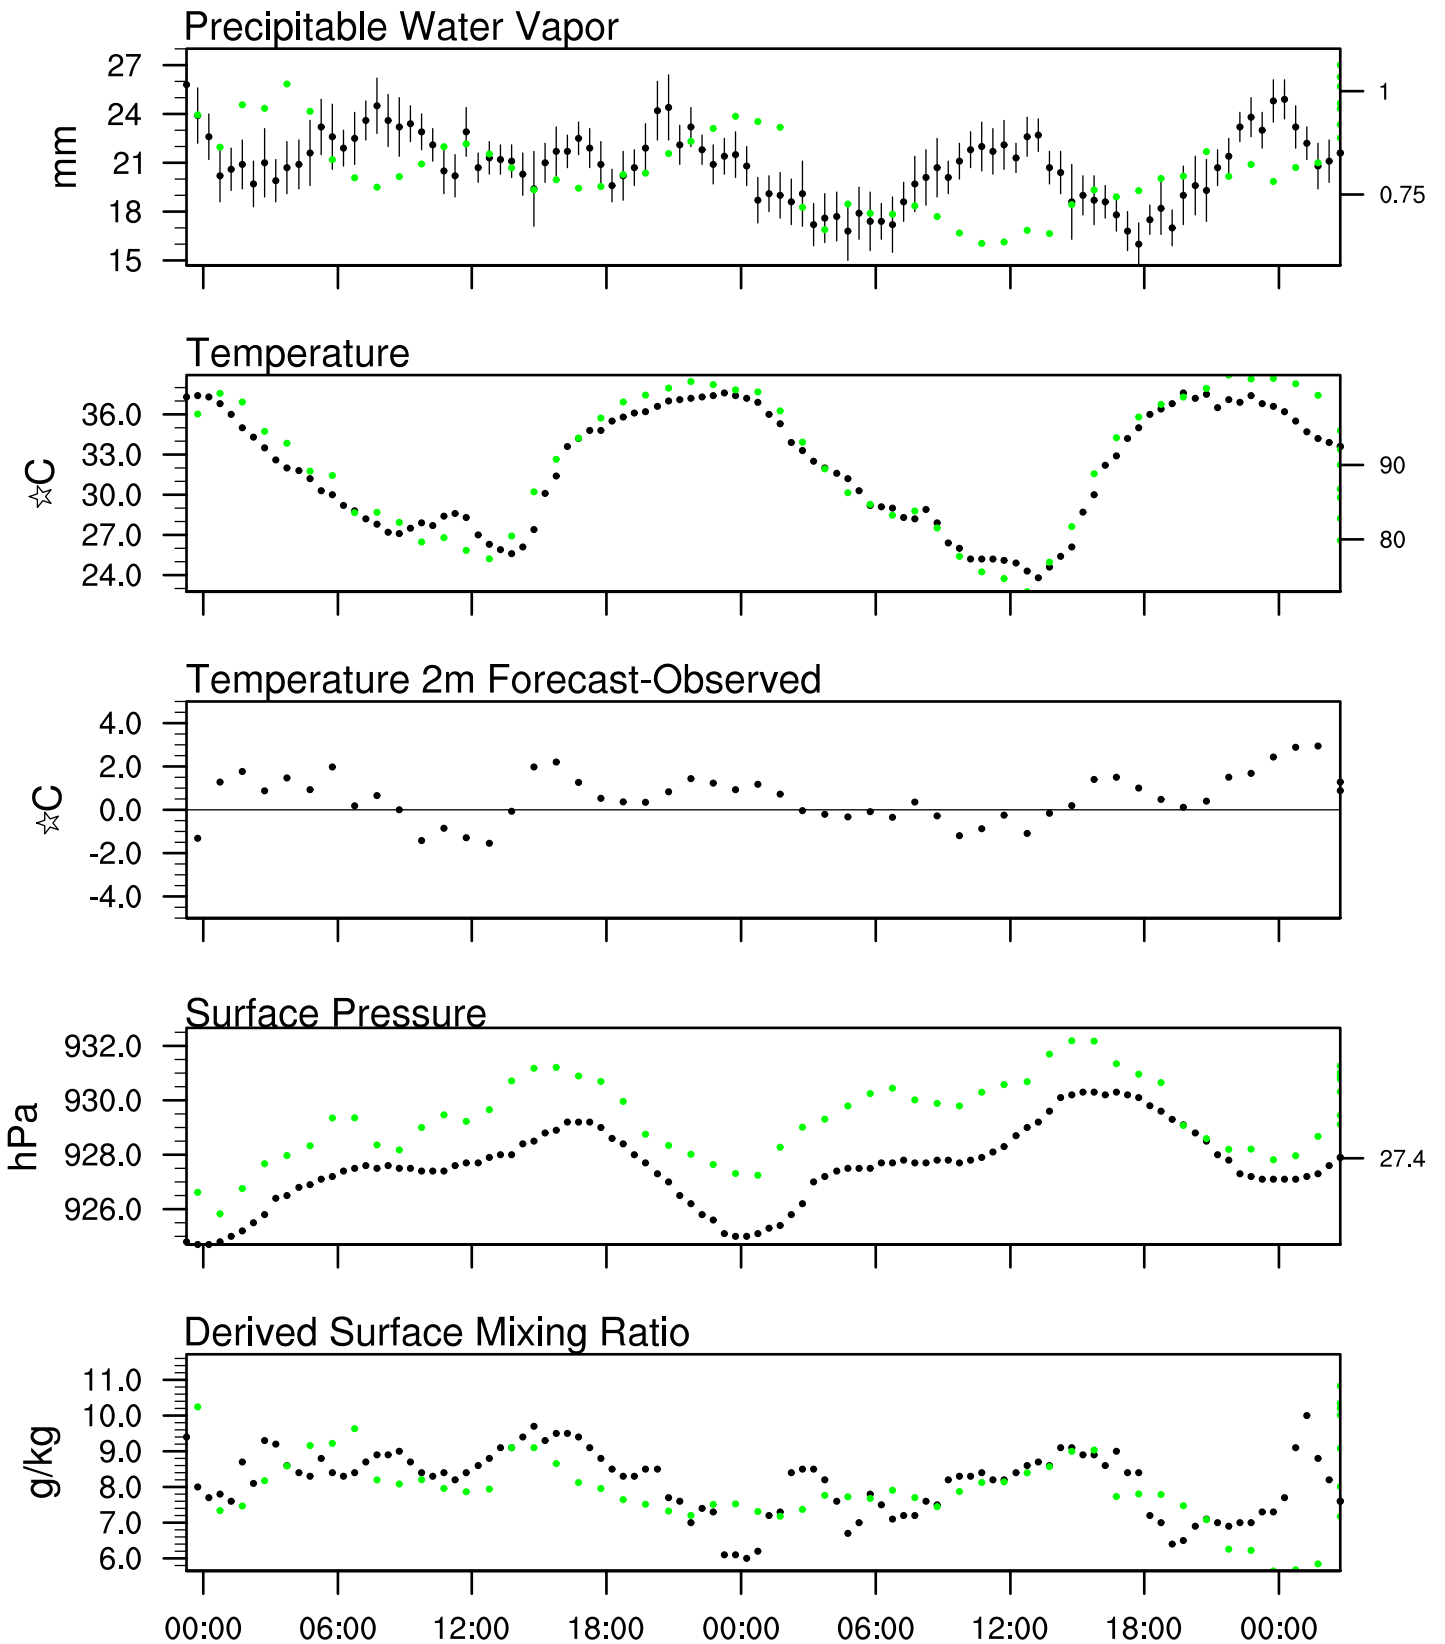 Precipitable Water Vapor
27
24
21
18
15
mm
1
0.75
Temperature
36.0
33.0
30.0
27.0
24.0
☆C
90
80
Temperature 2m Forecast-Observed
4.0
2.0
0.0
-2.0
-4.0
☆C
Surface Pressure
932.0
930.0
928.0
926.0
hPa
27.4
Derived Surface Mixing Ratio
11.0
10.0
9.0
8.0
7.0
6.0
g/kg
00:00 06:00 12:00 18:00 00:00 06:00 12:00 18:00 00:00